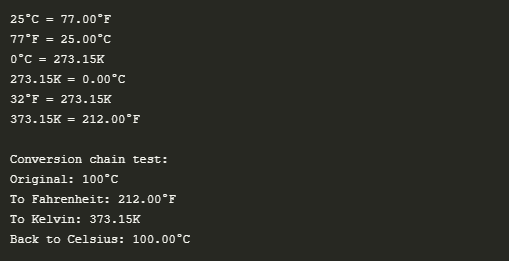 25°C = 77.00°F
77°F = 25.00°C
0°C = 273.15K
273.15K = 0.00°C
32°F = 273.15K
373.15K = 212.00°F

Conversion chain test:
Original: 100°C
To Fahrenheit: 212.00°F
To Kelvin: 373.15K
Back to Celsius: 100.00°C